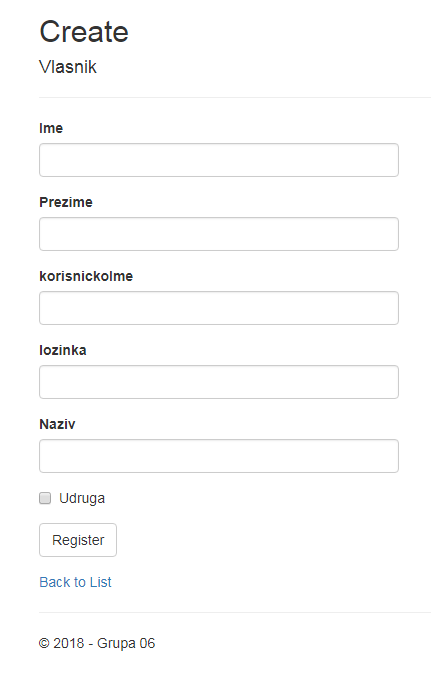 Create
Vlasnik
Ime
Prezime
korisnickoIme
lozinka
Naziv
Udruga
Register
Back to List
© 2018 - Grupa 06